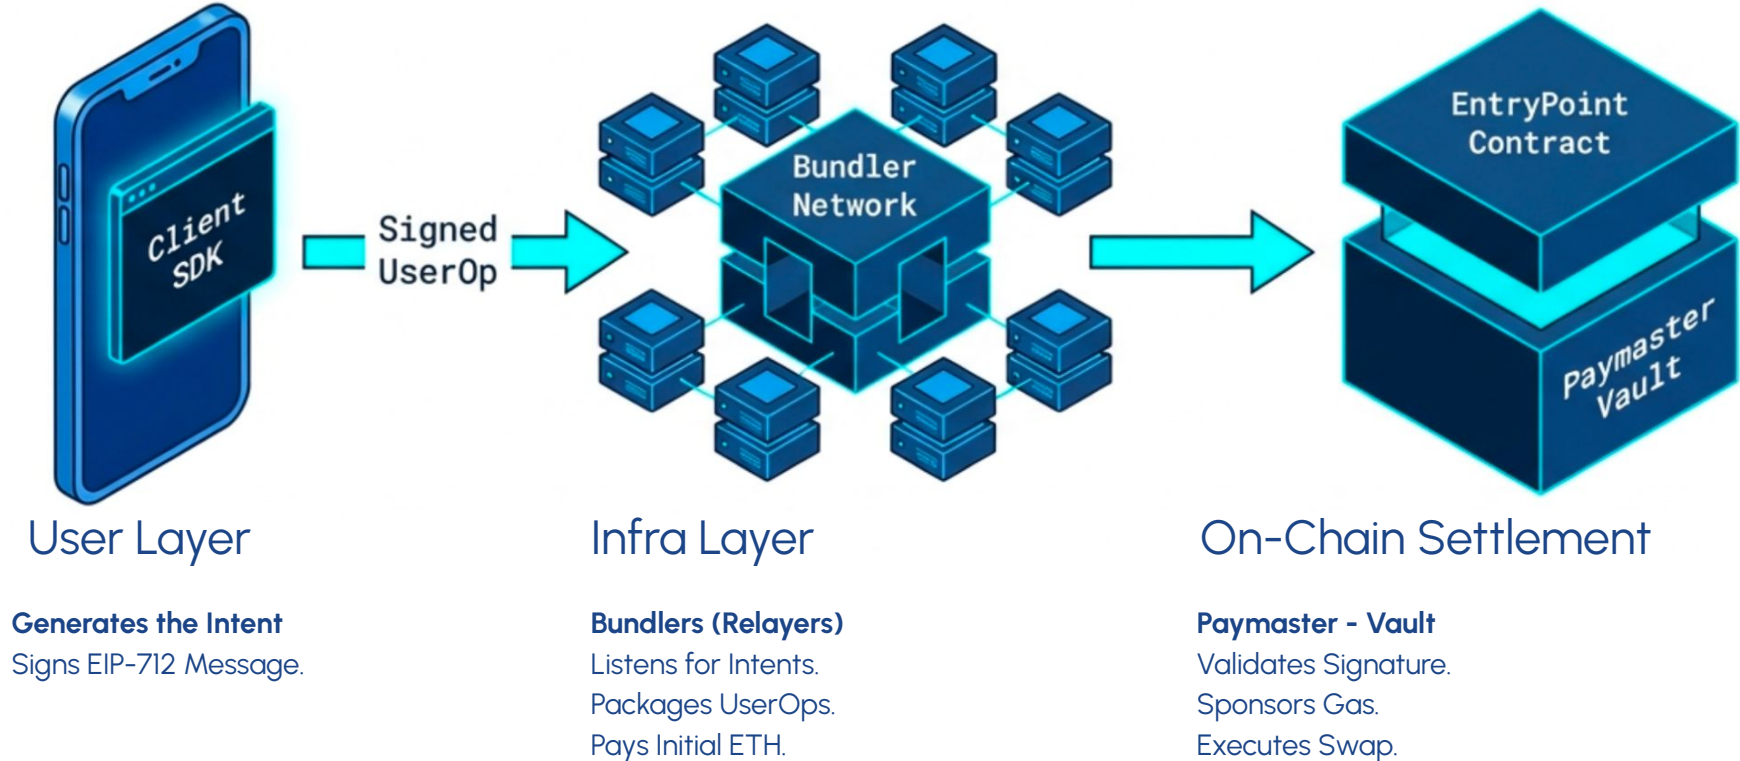 Client
SDK
Signed
UserOp
Bundler
Network
EntryPoint
Contract
Paymaster
Vault
User Layer
Generates the Intent
Signs EIP-712 Message.
Infra Layer
Bundlers (Relayers)
Listens for Intents.
Packages UserOps.
Pays Initial ETH.
On-Chain Settlement
Paymaster - Vault
Validates Signature.
Sponsors Gas.
Executes Swap.